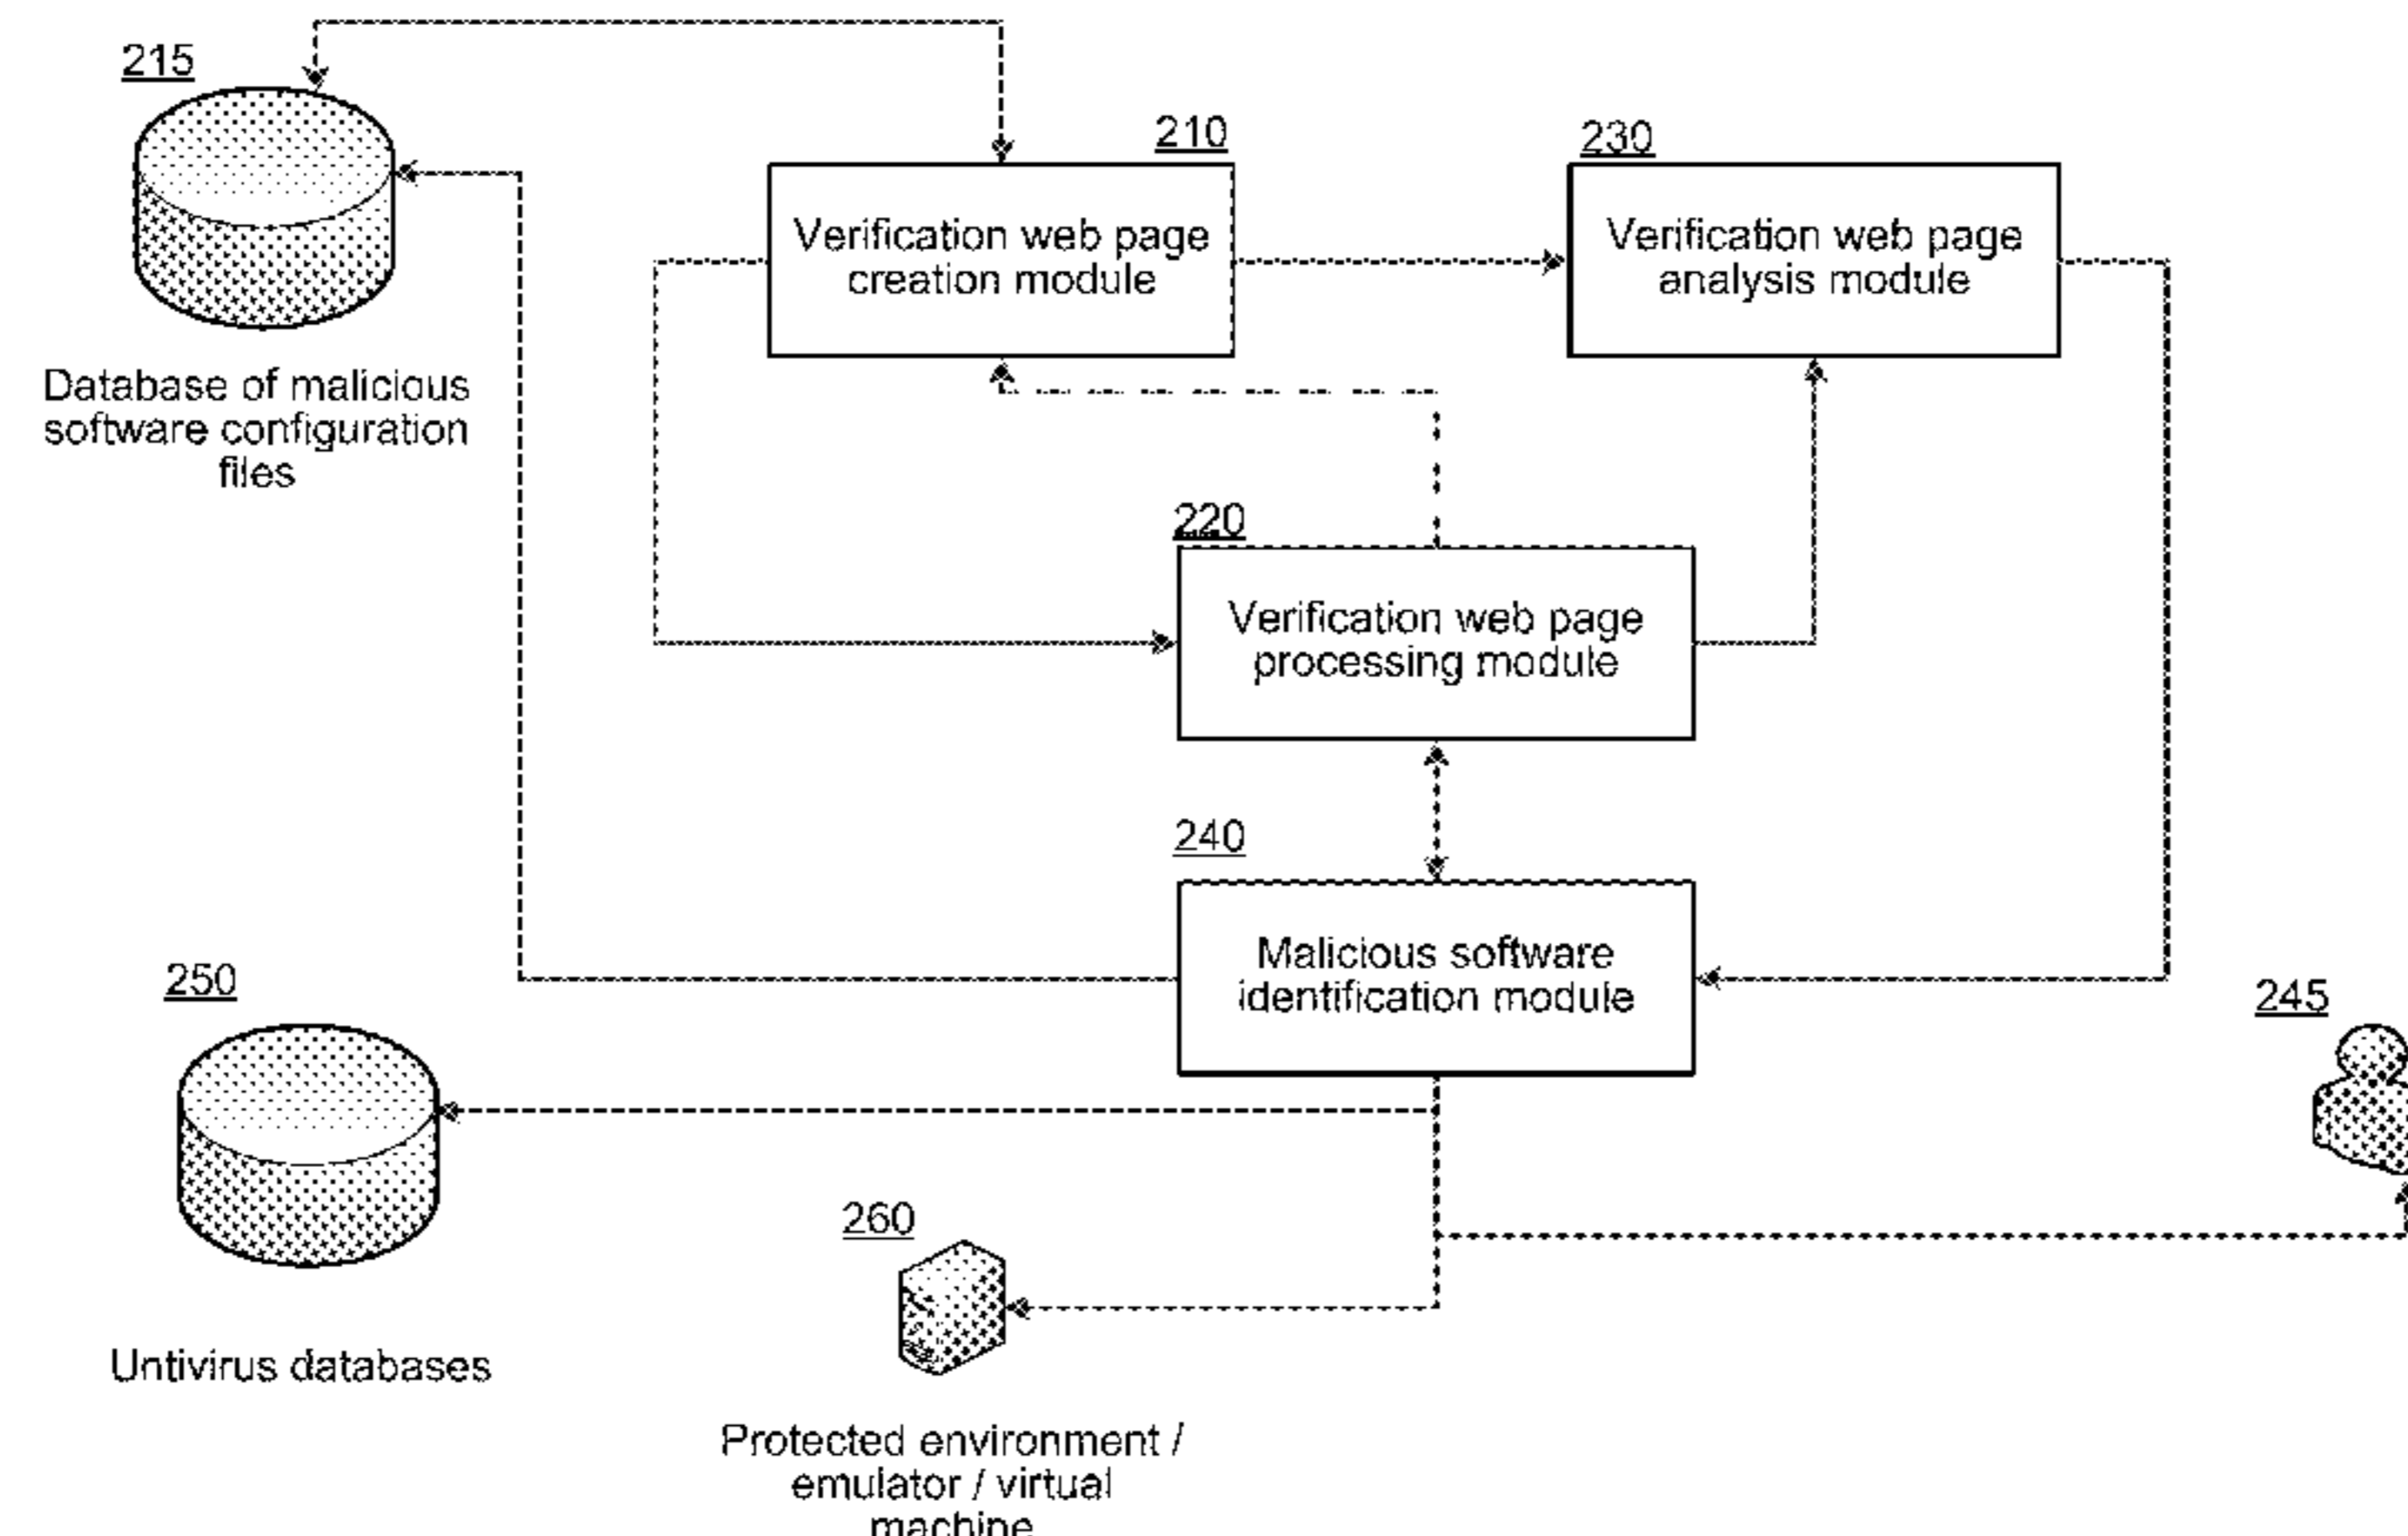 215
210
230
Verification web page
creation module
Verification web page
analysis module
Database of malicious
software configuration
files
220
Verification web page
processing module
240
Malicious software
identification module
250
245
Untivirus databases
260
Protected environment /
emulator / virtual
machine